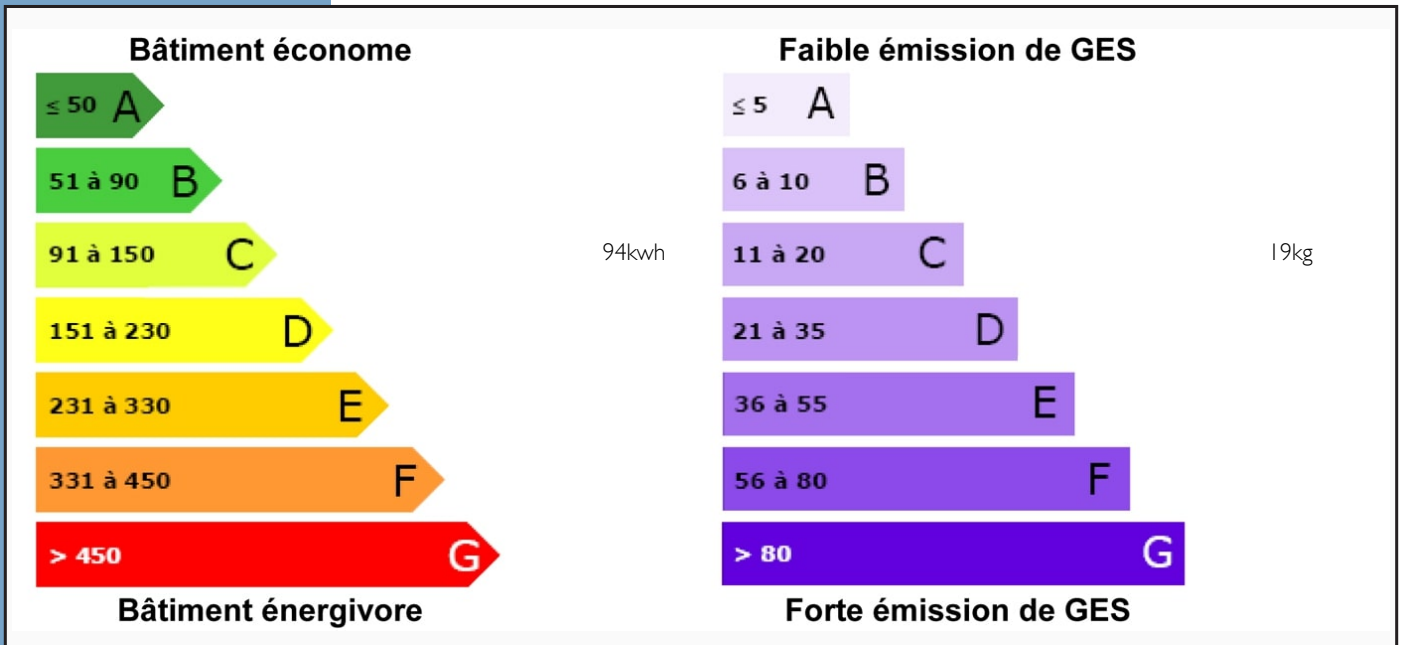 Bâtiment économe
≤ 50 A
51 à 90 B
91 à 150 C
94kwh
151 à 230 D
231 à 330 E
331 à 450 F
> 450 G
Bâtiment énergivore
Faible émission de GES
≤ 5 A
6 à 10 B
11 à 20 C
19kg
21 à 35 D
36 à 55 E
56 à 80 F
> 80 G
Forte émission de GES